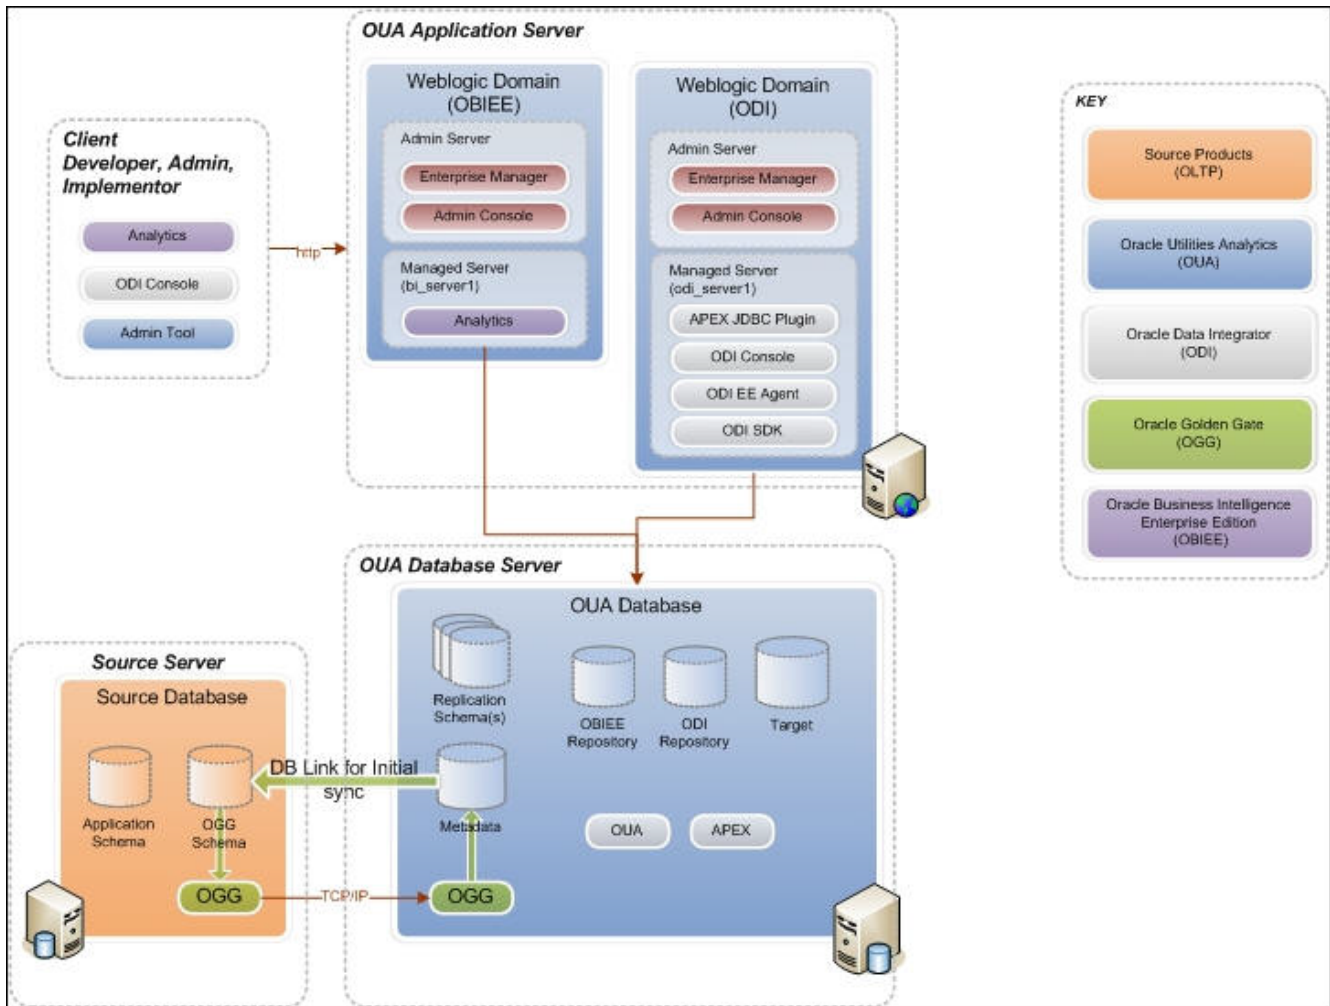 OUA Application Server
Weblogic Domain
(OBIEE)
Admin Server
Enterprise Manager
Admin Console
Managed Server
(bi_server1)
Analytics
Weblogic Domain
(ODI)
Admin Server
Enterprise Manager
Admin Console
Managed Server
(odi_server1)
APEX JDBC Plugin
ODI Console
ODI EE Agent
ODI SDK
Client
Developer, Admin,
Implementor
Analytics
ODI Console
Admin Tool
http
KEY
Source Products
(OLTP)
Oracle Utilities Analytics
(OUA)
Oracle Data Integrator
(ODI)
Oracle Golden Gate
(OGG)
Oracle Business Intelligence
Enterprise Edition
(OBIEE)
OUA Database Server
OUA Database
Replication
Schema(s)
OBIEE
Repository
ODI
Repository
Target
Metadata
OUA
APEX
OGG
Source Server
Source Database
Application
Schema
OGG
Schema
OGG
DB Link for Initial
sync
TCP/IP